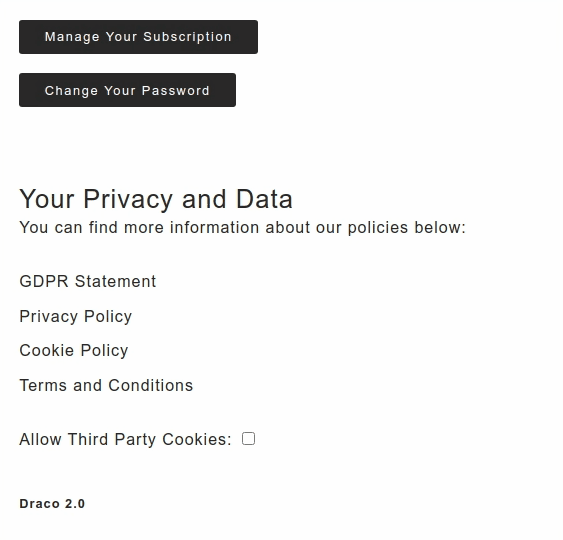 Manage Your Subscription
Change Your Password
Your Privacy and Data
You can find more information about our policies below:
GDPR Statement
Privacy Policy
Cookie Policy
Terms and Conditions
Allow Third Party Cookies:
Draco 2.0